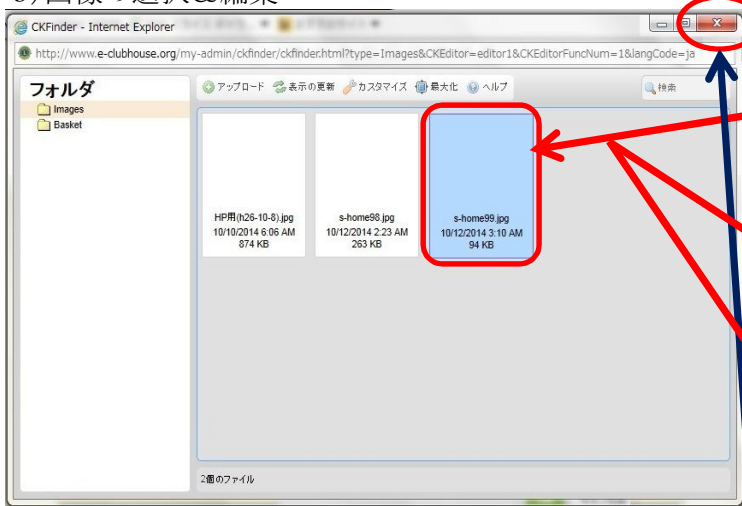 CKFinder - Internet Explorer
http://www.e-clubhouse.org/my-admin/ckfinder/ckfinder.html?type=Images&CKEditor=editor1&CKEditorFuncNum=1&langCode=ja
フォルダ
Images
Basket
アップロード 表示の更新 カスタマイズ 最大化 ヘルプ 検索
HP用(h26-10-8).jpg
10/10/2014 6:06 AM
874 KB
s-home98.jpg
10/12/2014 2:23 AM
263 KB
s-home99.jpg
10/12/2014 3:10 AM
94 KB
2個のファイル